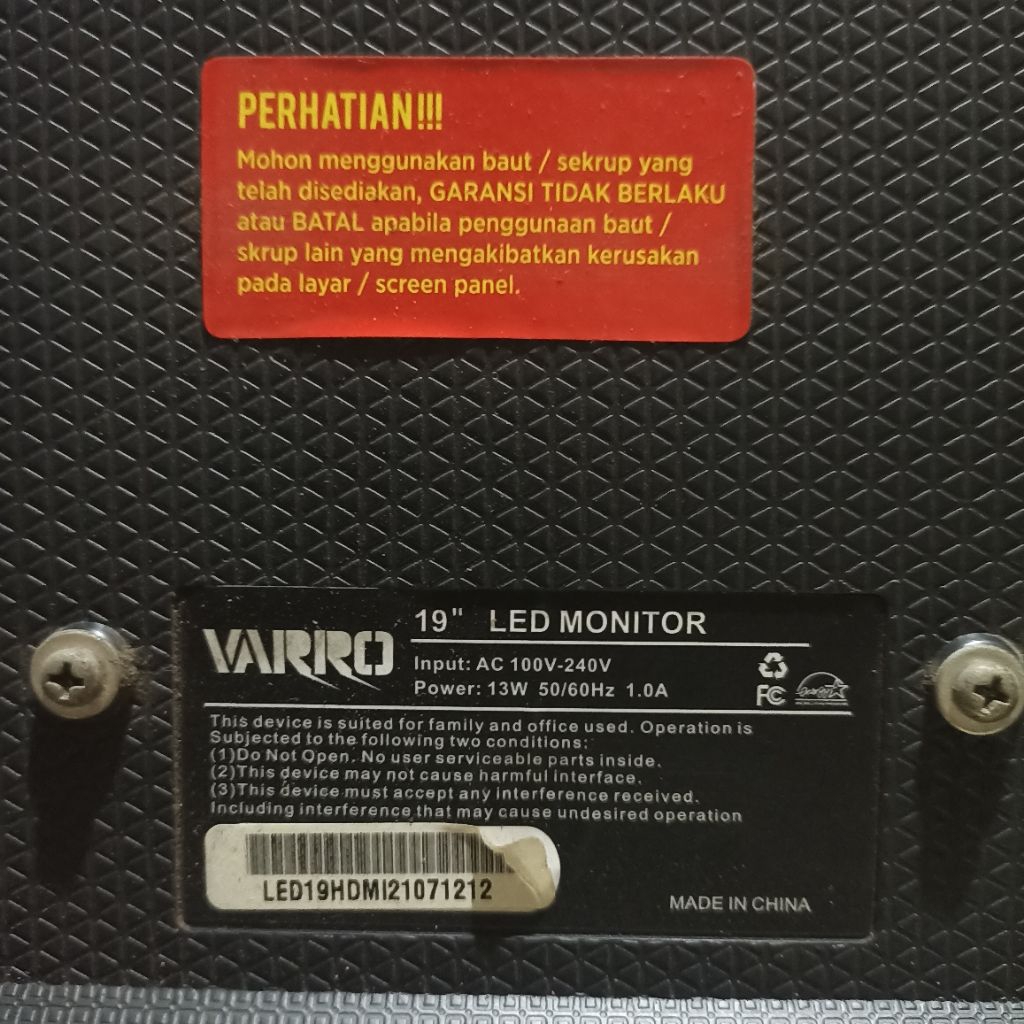 PERHATIAN!!!
Mohon menggunakan baut / sekrup yang
telah disediakan, GARANSI TIDAK BERLAKU
atau BATAL apabila penggunaan baut /
skrup lain yang mengakibatkan kerusakan
pada layar / screen panel.
VARRO
19" LED MONITOR
Input: AC 100V-240V
Power: 13W 50/60Hz 1.0A
FC
This device is suited for family and office used. Operation is
Subjected to the following two conditions:
(1)Do Not Open. No user serviceable parts inside.
(2)This device may not cause harmful interface.
(3)This device must accept any interference received.
Including interference that may cause undesired operation
LED19HDMI21071212
MADE IN CHINA